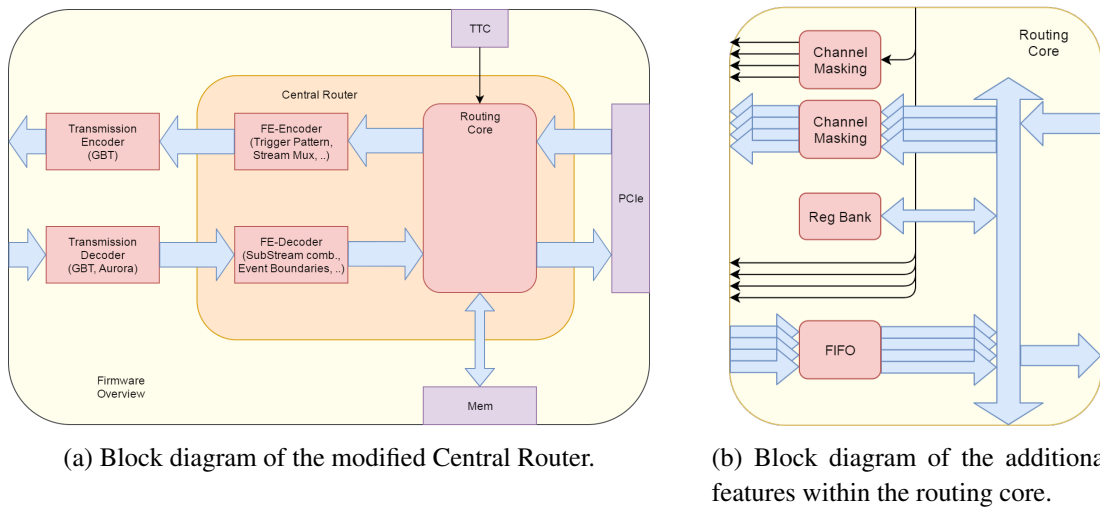 TTC
Central Router
Transmission
Encoder
(GBT)
FE-Encoder
(Trigger Pattern,
Stream Mux, ..)
Routing
Core
PCIe
Transmission
Decoder
(GBT, Aurora)
FE-Decoder
(SubStream comb.,
Event Boundaries, ..)
Firmware
Overview
Mem
(a) Block diagram of the modified Central Router.
Routing
Core
Channel
Masking
Channel
Masking
Reg Bank
FIFO
(b) Block diagram of the additiona
features within the routing core.